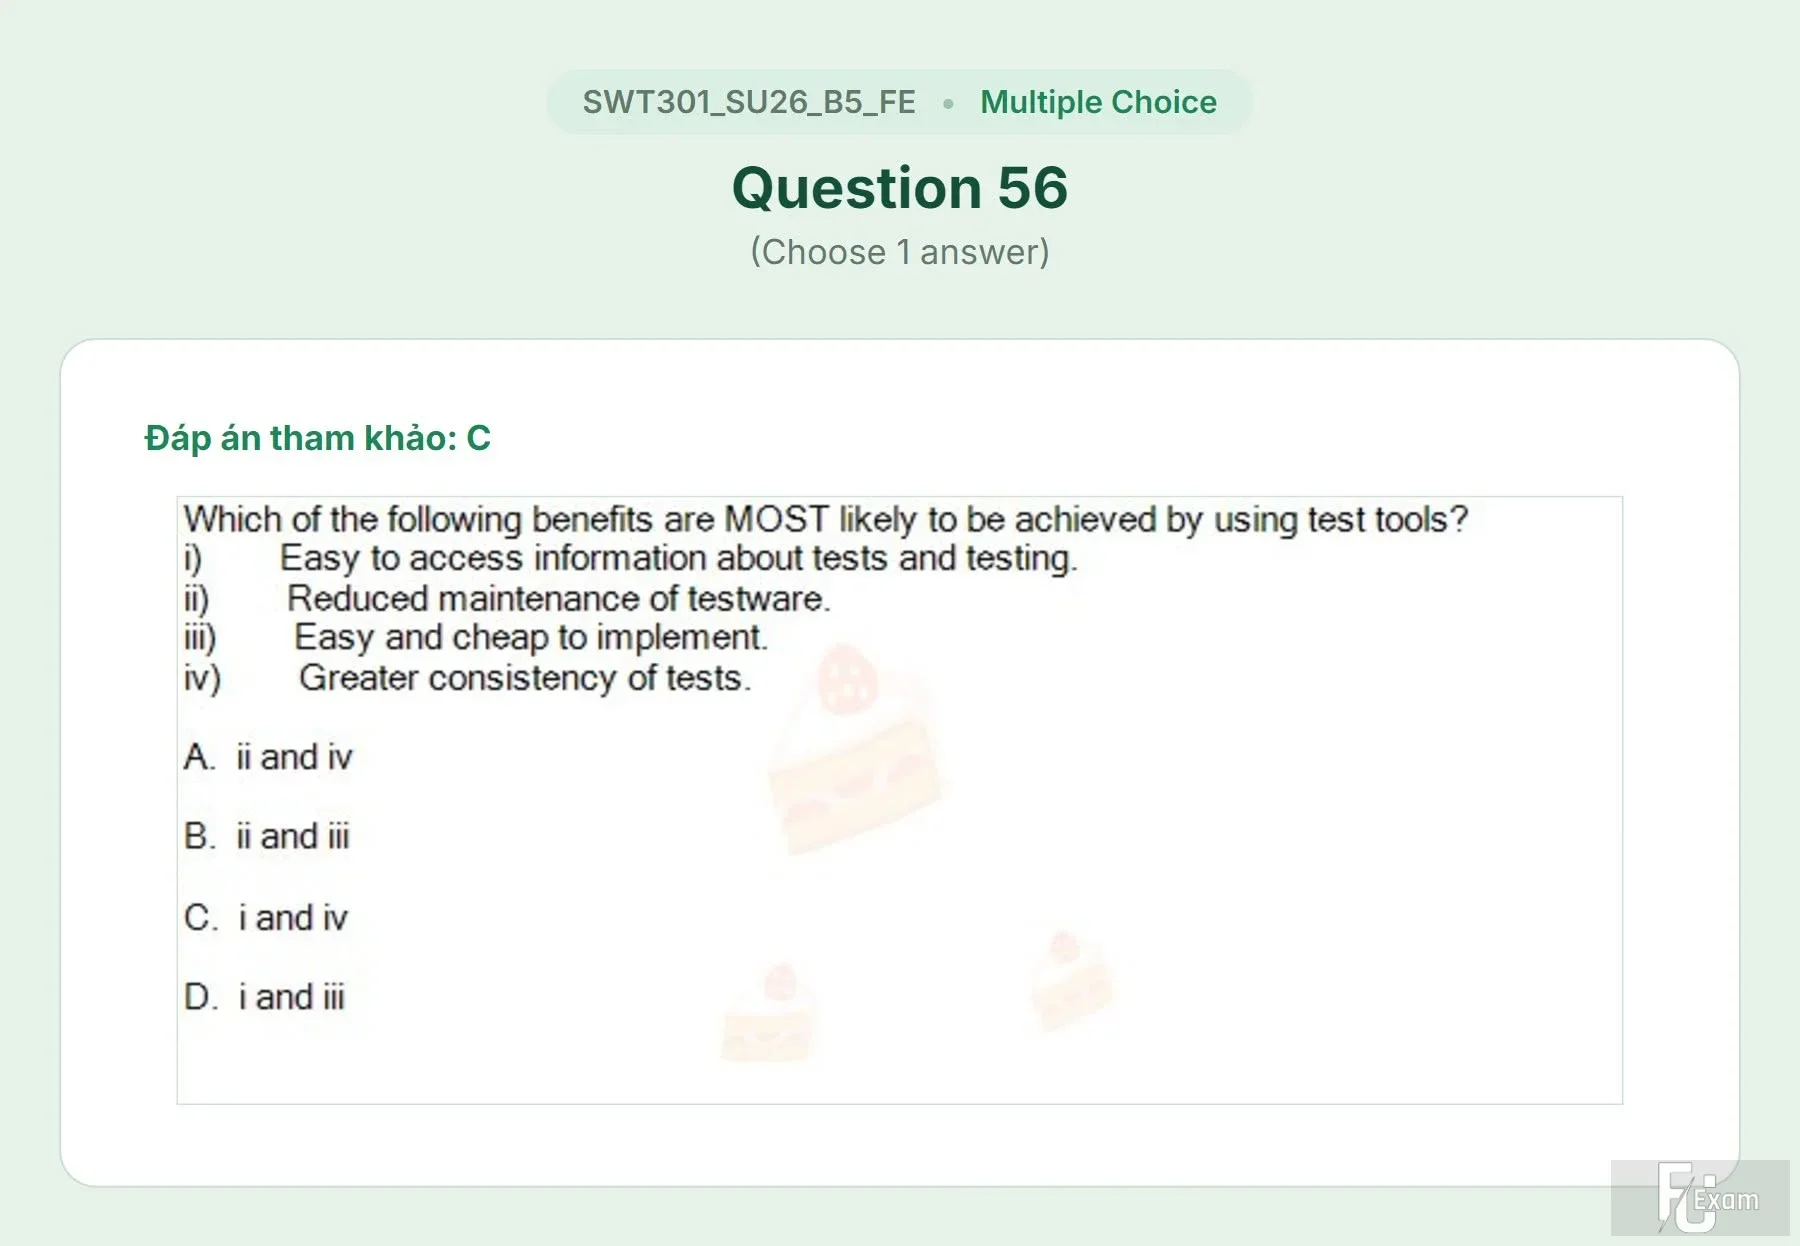 SWT301_SU26_B5_FE • Multiple Choice
Question 56
(Choose 1 answer)
Đáp án tham khảo: C
Which of the following benefits are MOST likely to be achieved by using test tools?
i) Easy to access information about tests and testing.
ii) Reduced maintenance of testware.
iii) Easy and cheap to implement.
iv) Greater consistency of tests.
A. ii and iv
B. ii and iii
C. i and iv
D. i and iii
FU Exam